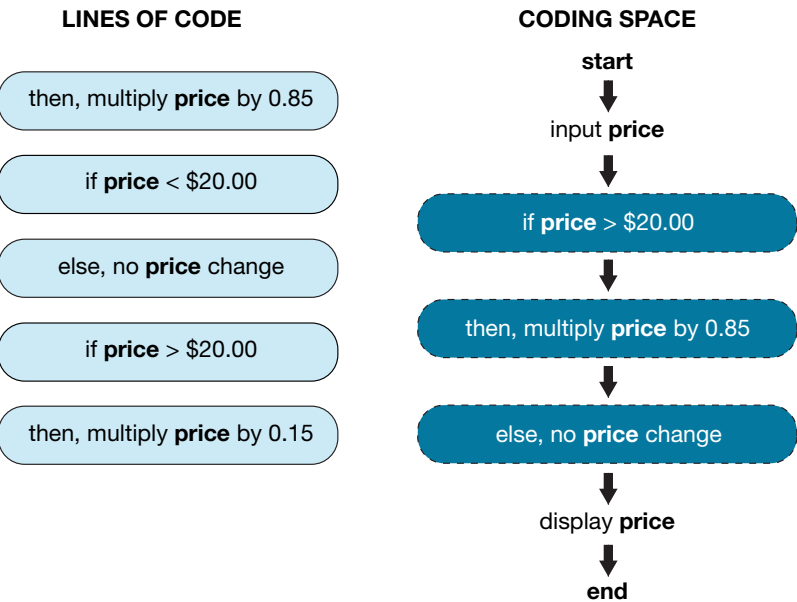 LINES OF CODE
then, multiply price by 0.85
if price < $20.00
else, no price change
if price > $20.00
then, multiply price by 0.15
CODING SPACE
start
input price
if price > $20.00
then, multiply price by 0.85
else, no price change
display price
end